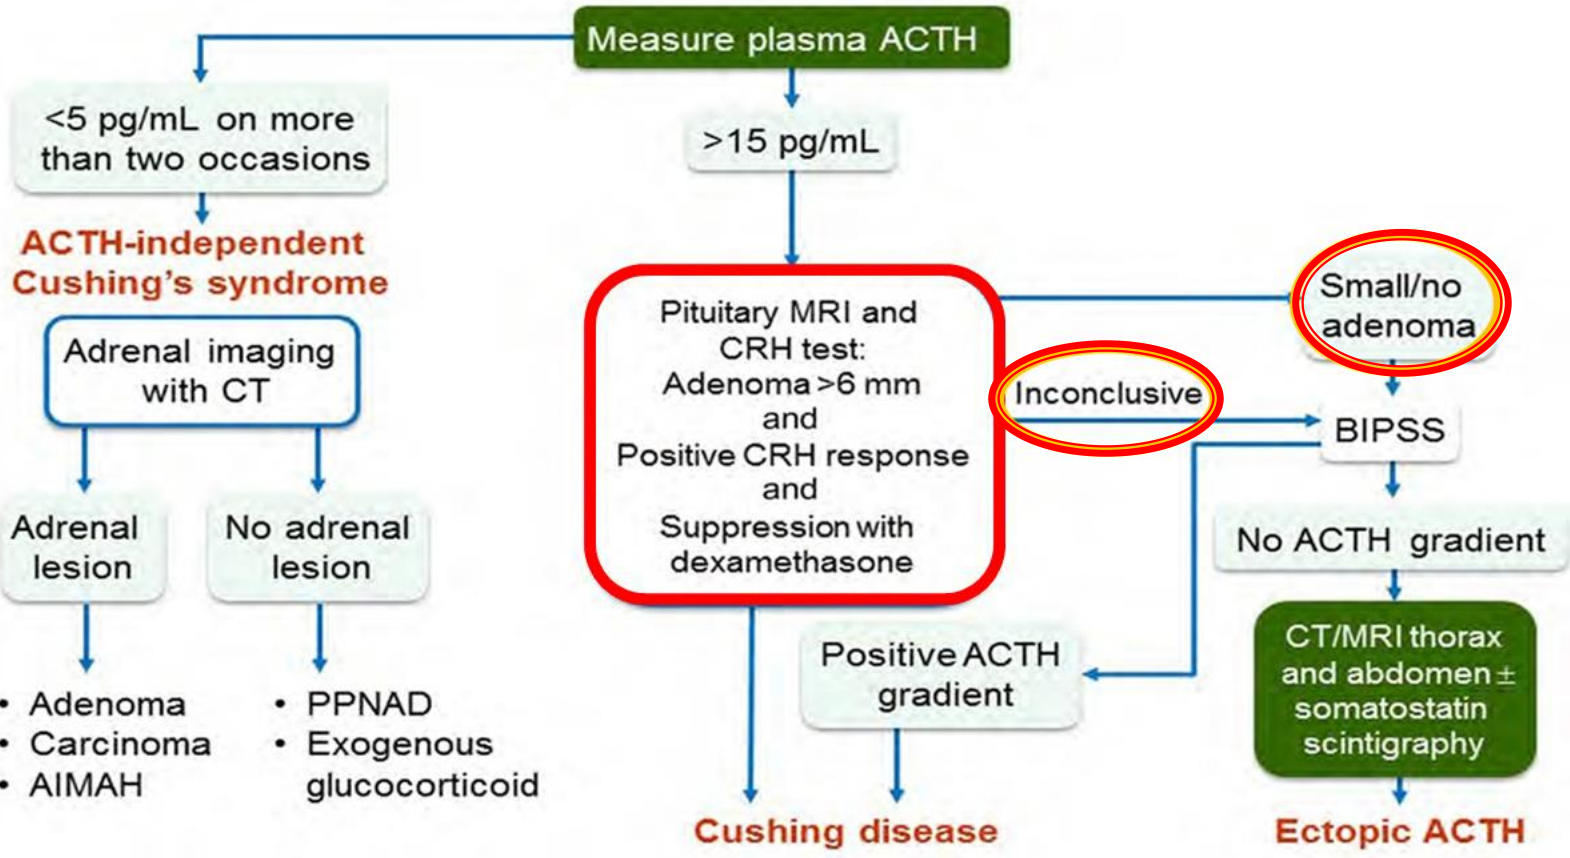 Measure plasma ACTH
<5 pg/mL on more
than two occasions
>15 pg/mL
ACTH-independent
Cushing's syndrome
Adrenal imaging
with CT
Adrenal
lesion
No adrenal
lesion
• Adenoma
• Carcinoma
• AIMAH
• PPNAD
• Exogenous
glucocorticoid
Pituitary MRI and
CRH test:
Adenoma >6 mm
and
Positive CRH response
and
Suppression with
dexamethasone
Inconclusive
Small/no
adenoma
BIPSS
No ACTH gradient
Positive ACTH
gradient
CT/MRI thorax
and abdomen ±
somatostatin
scintigraphy
Cushing disease
Ectopic ACTH